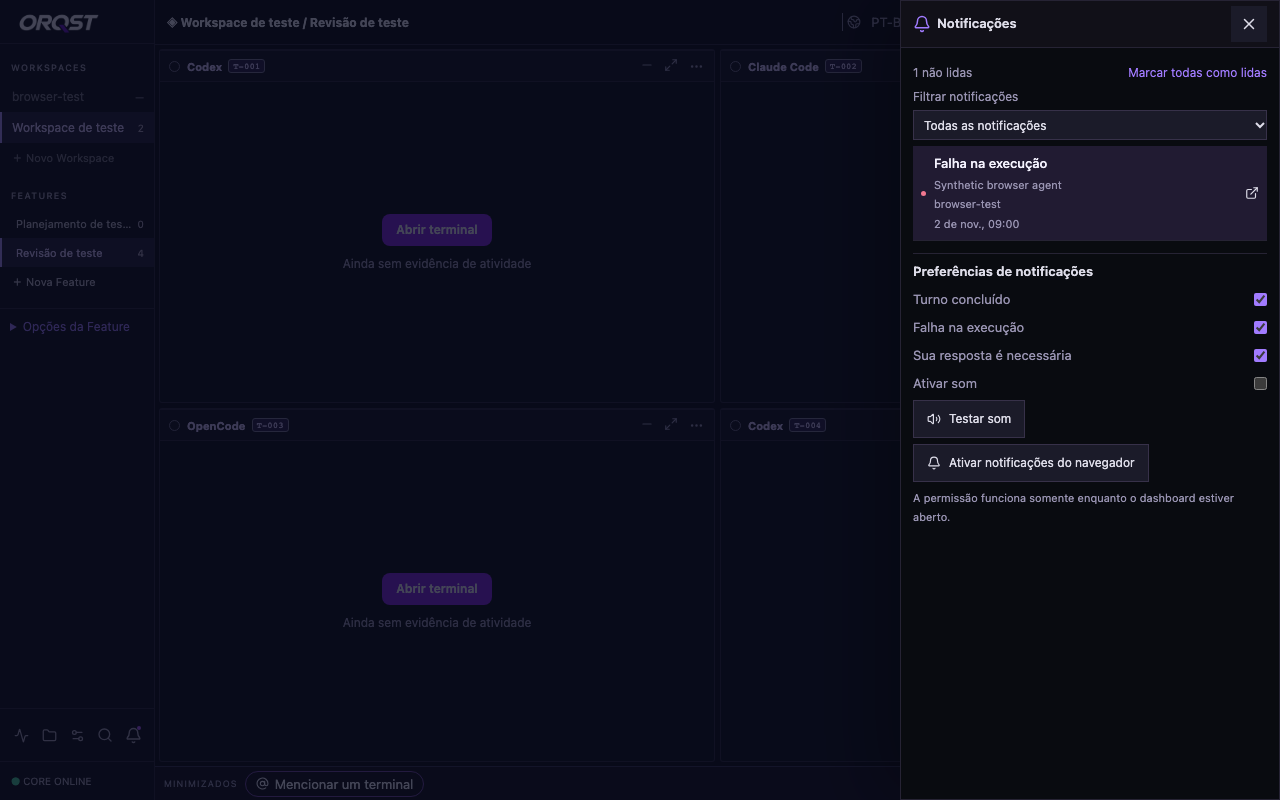 OROST
WORKSPACES
browser-test
Workspace de teste 2
+ Novo Workspace
FEATURES
Planejamento de tes... 0
Revisão de teste 4
+ Nova Feature
Opções da Feature
CORE ONLINE
Workspace de teste / Revisão de teste
PT-B
Codex T-001
Abrir terminal
Ainda sem evidência de atividade
Claude Code T-002
OpenCode T-003
Abrir terminal
Ainda sem evidência de atividade
Codex T-004
MINIMIZADOS
@ Mencionar um terminal
Notificações
1 não lidas
Marcar todas como lidas
Filtrar notificações
Todas as notificações
Falha na execução
Synthetic browser agent
browser-test
2 de nov., 09:00
Preferências de notificações
Turno concluído
Falha na execução
Sua resposta é necessária
Ativar som
Testar som
Ativar notificações do navegador
A permissão funciona somente enquanto o dashboard estiver
aberto.